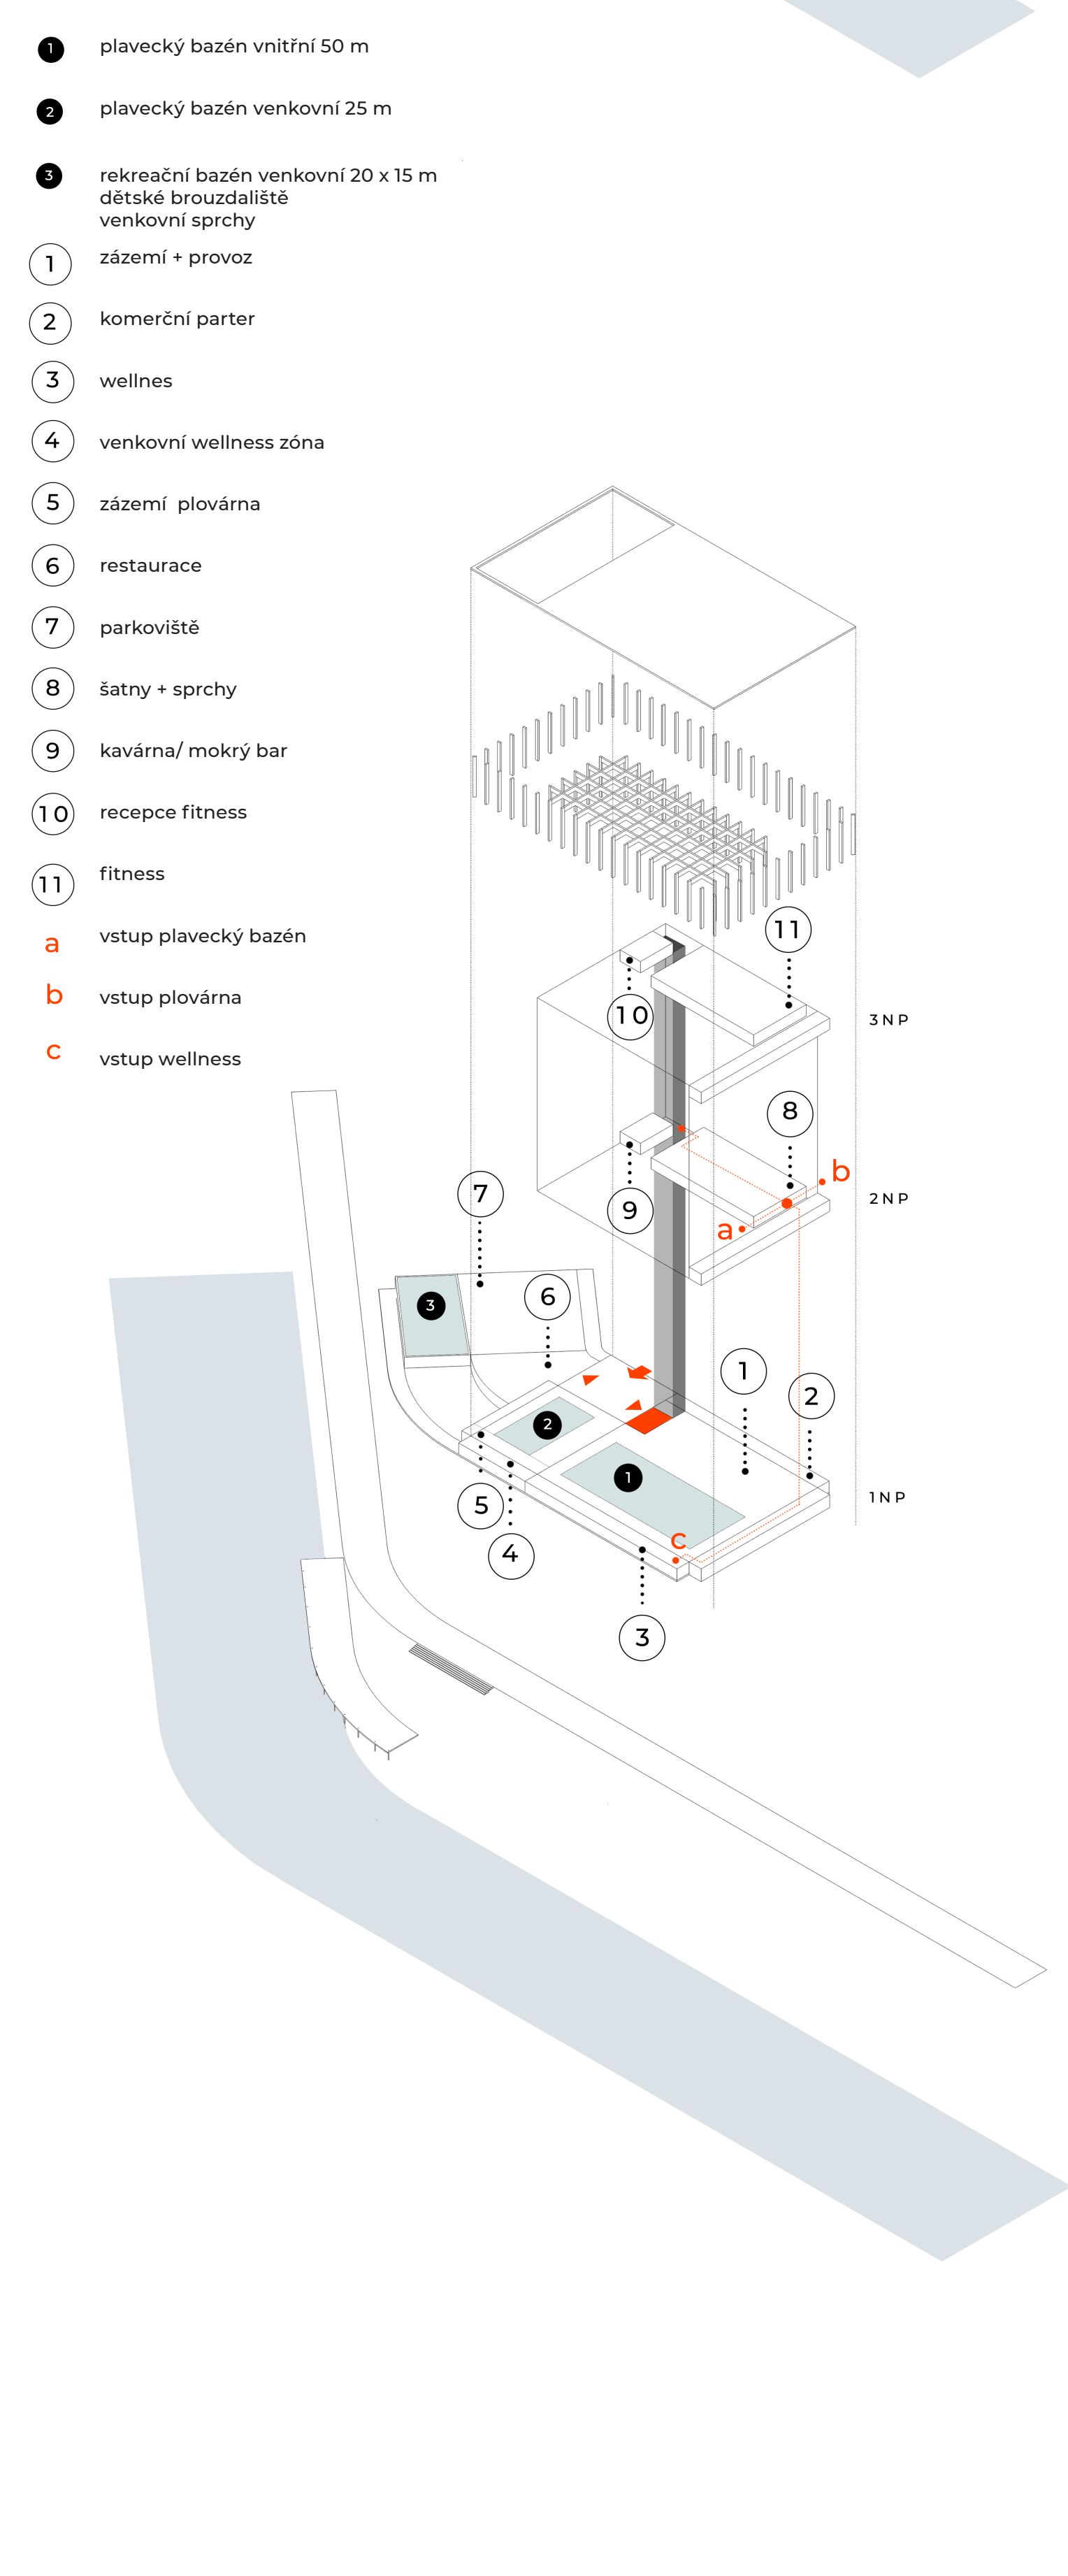 1 plavecký bazén vnitřní 50 m
2 plavecký bazén venkovní 25 m
3 rekreační bazén venkovní 20 x 15 m
dětské brouzdaliště
venkovní sprchy
1 zázemí + provoz
2 komerční parter
3 wellnes
4 venkovní wellness zóna
5 zázemí  plovárna
6 restaurace
7 parkoviště
8 šatny + sprchy
9 kavárna/ mokrý bar
10 recepce fitness
11 fitness
a vstup plavecký bazén
b vstup plovárna
c vstup wellness
11
10
3NP
8
b
7
9
2NP
a
6
3
1
2
2
1
5
1NP
c
4
3